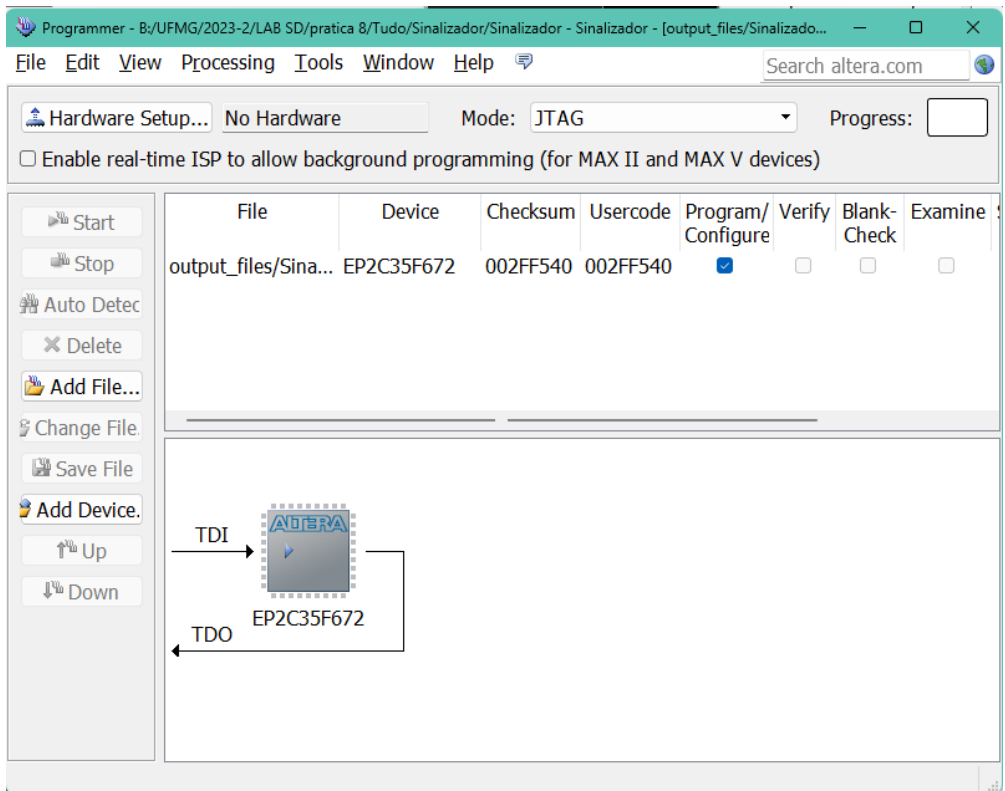 Programmer - B:/UFMG/2023-2/LAB SD/pratica 8/Tudo/Sinalizador/Sinalizador - Sinalizador - [output_files/Sinalizado...
File Edit View Processing Tools Window Help Search altera.com
Hardware Setup... No Hardware Mode: JTAG Progress:
Enable real-time ISP to allow background programming (for MAX II and MAX V devices)
Start
Stop
Auto Detec
Delete
Add File...
Change File.
Save File
Add Device.
Up
Down
File Device Checksum Usercode Program/ Verify Blank- Examine
Configure Check
output_files/Sina... EP2C35F672 002FF540 002FF540
ALTERA
TDI
EP2C35F672
TDO